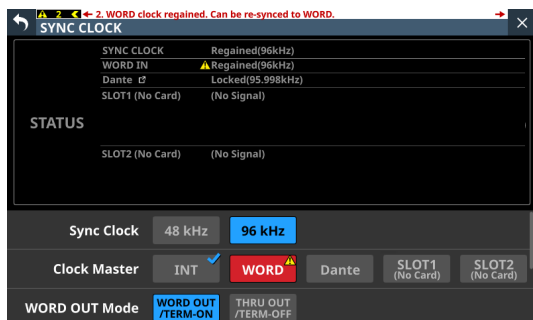 2 2. WORD clock regained. Can be re-synced to WORD.
SYNC CLOCK
SYNC CLOCK Regained(96kHz)
WORD IN Regained(96kHz)
Dante Locked(95.998kHz)
SLOT1 (No Card) (No Signal)
STATUS
SLOT2 (No Card) (No Signal)
Sync Clock 48 kHz 96 kHz
Clock Master INT WORD Dante SLOT1 (No Card) SLOT2 (No Card)
WORD OUT Mode WORD OUT /TERM-ON THRU OUT /TERM-OFF